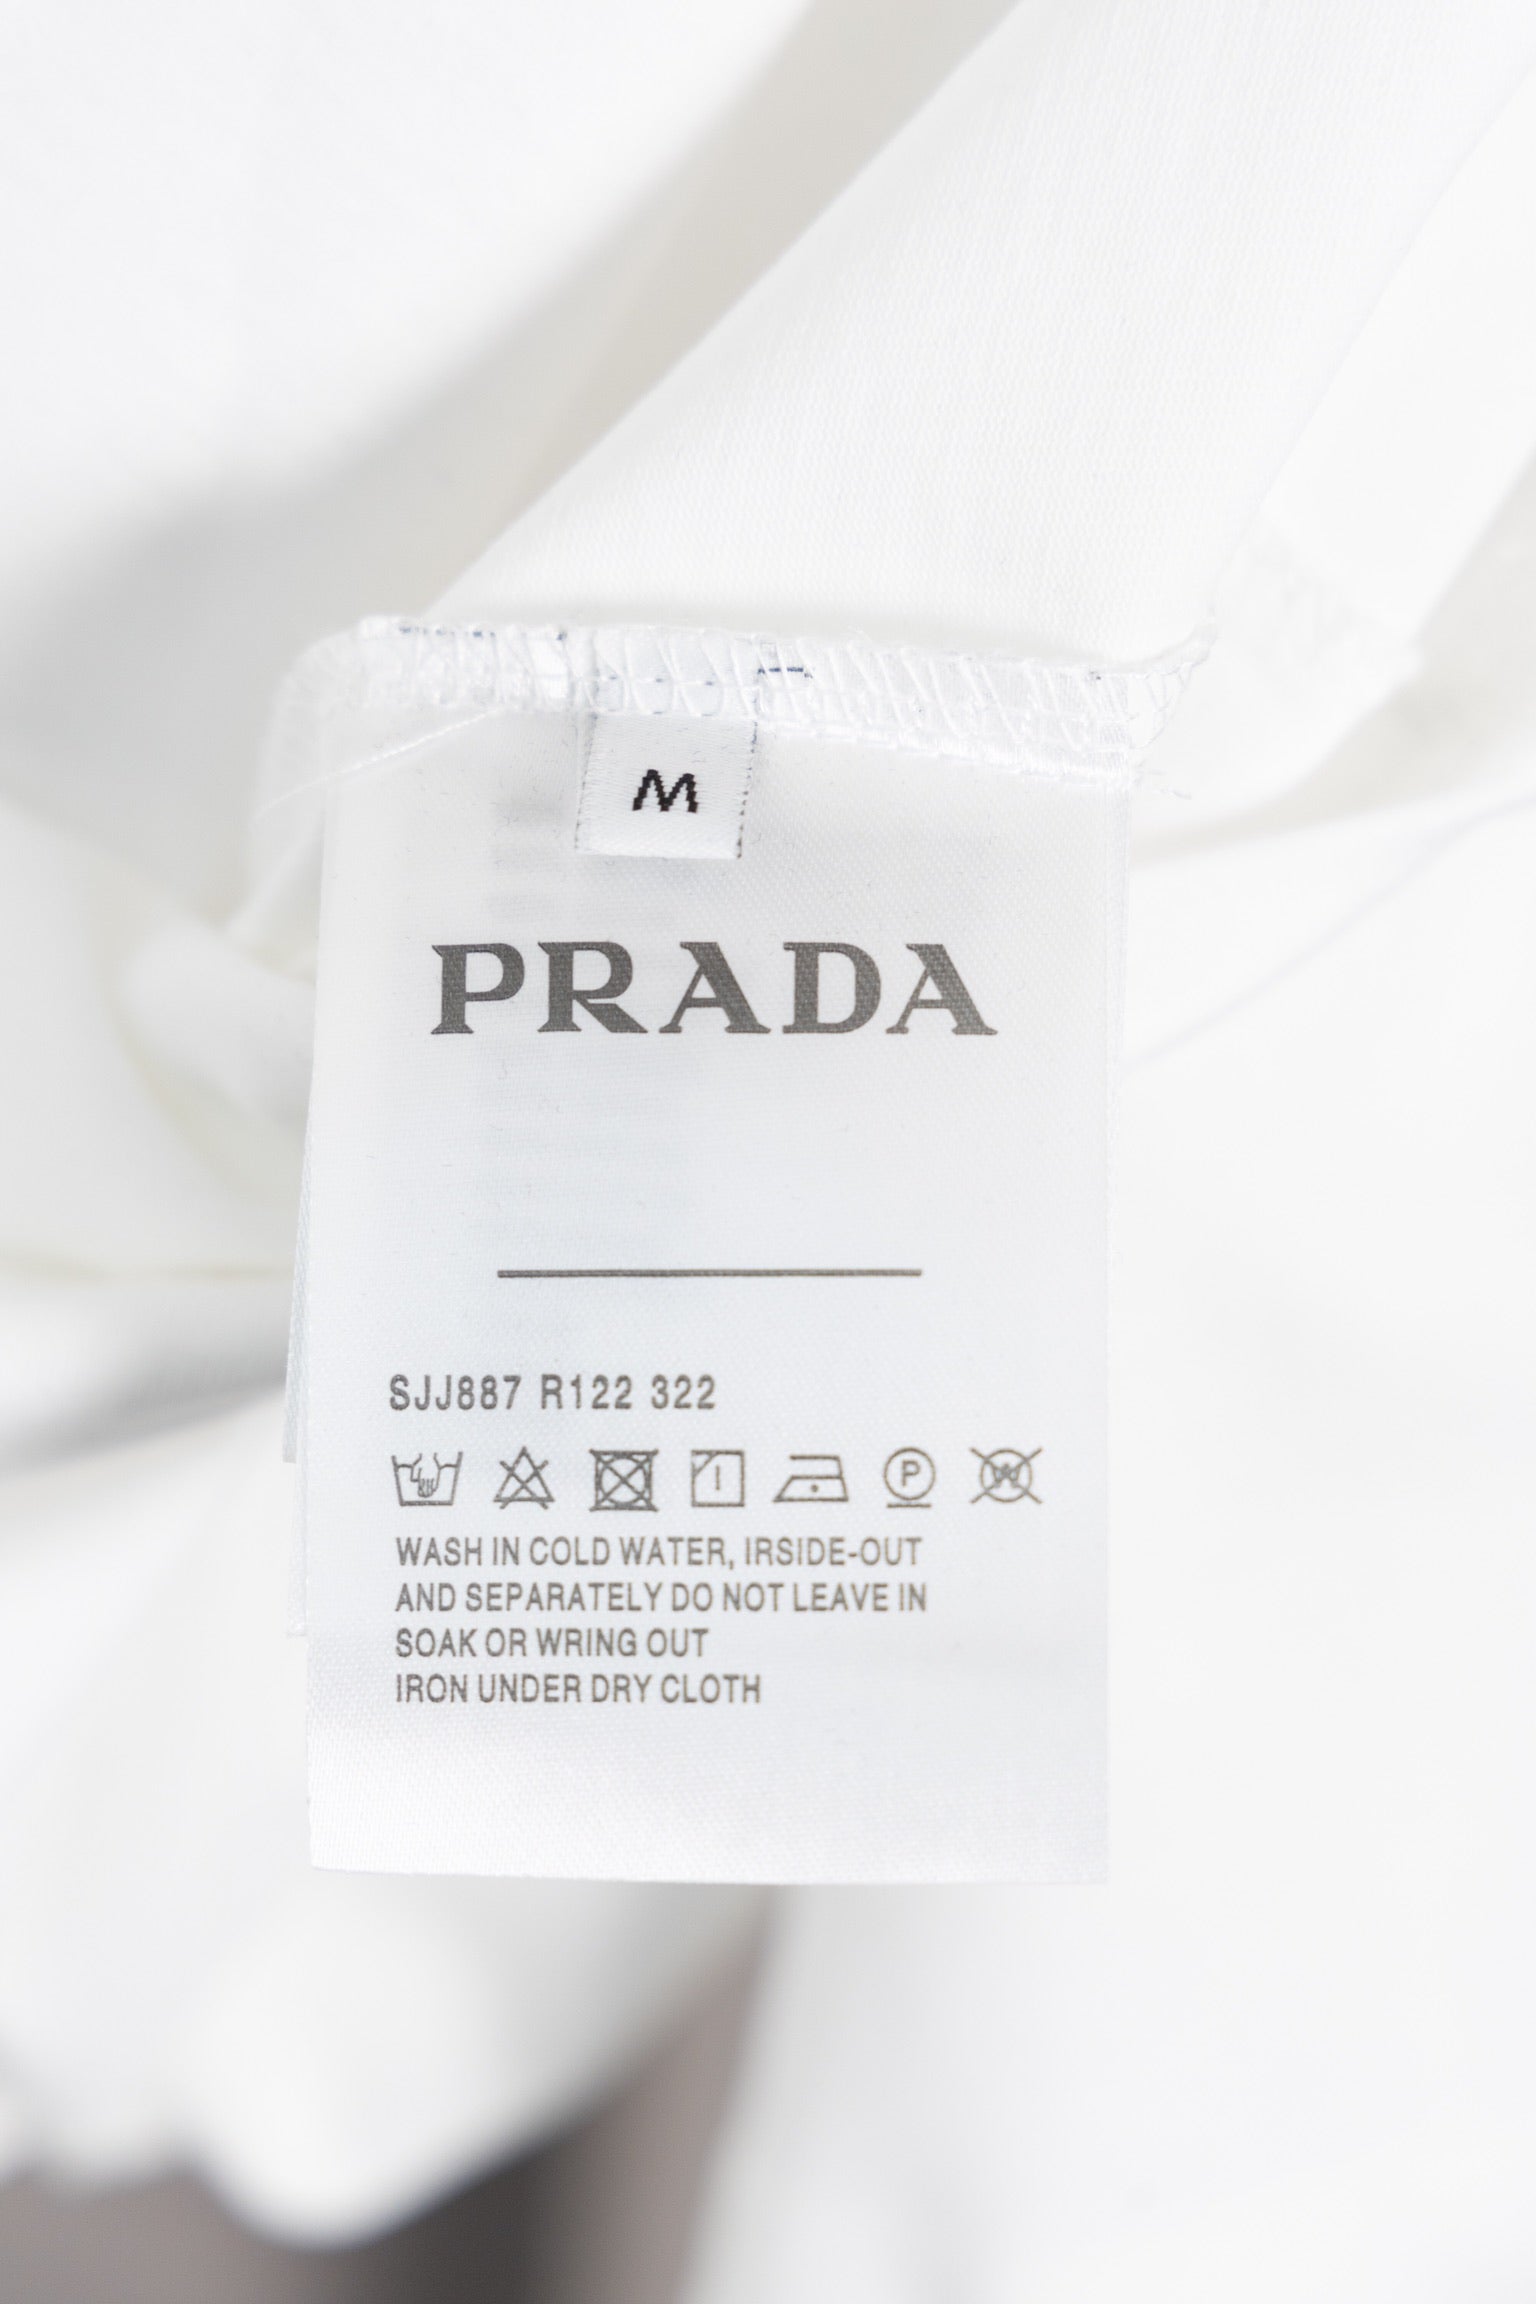 M
PRADA
SJJ887 R122 322
P W
WASH IN COLD WATER, IRSIDE-OUT
AND SEPARATELY DO NOT LEAVE IN
SOAK OR WRING OUT
IRON UNDER DRY CLOTH